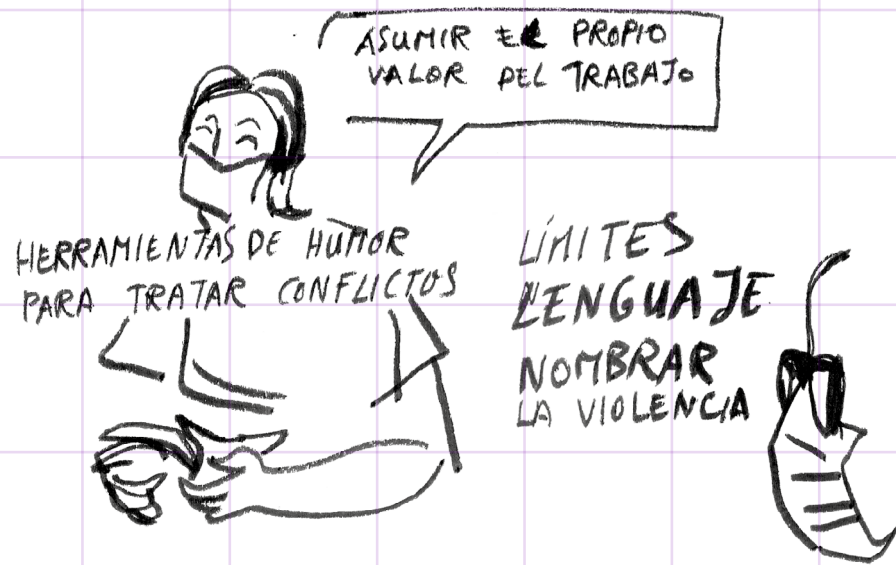 ASUMIR EL PROPIO
VALOR DEL TRABAJO
HERRAMIENTAS DE HUMOR
PARA TRATAR CONFLICTOS
LÍMITES
LENGUAJE
NOMBRAR
LA VIOLENCIA